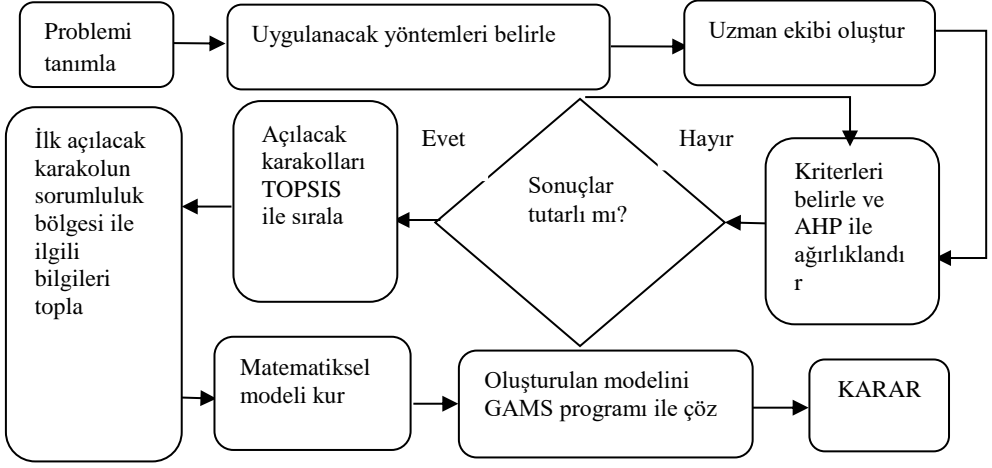 Problemi
tanımla
Uygulanacak yöntemleri belirle
Uzman ekibi oluştur
Kriterleri
belirle ve
AHP ile
ağırlıklandı
r
Sonuçlar
tutarlı mı?
Hayır
Evet
Açılacak
karakolları
TOPSIS
ile sırala
İlk açılacak
karakolun
sorumluluk
bölgesi ile
ilgili
bilgileri
topla
Matematiksel
modeli kur
Oluşturulan modelini
GAMS programı ile çöz
KARAR